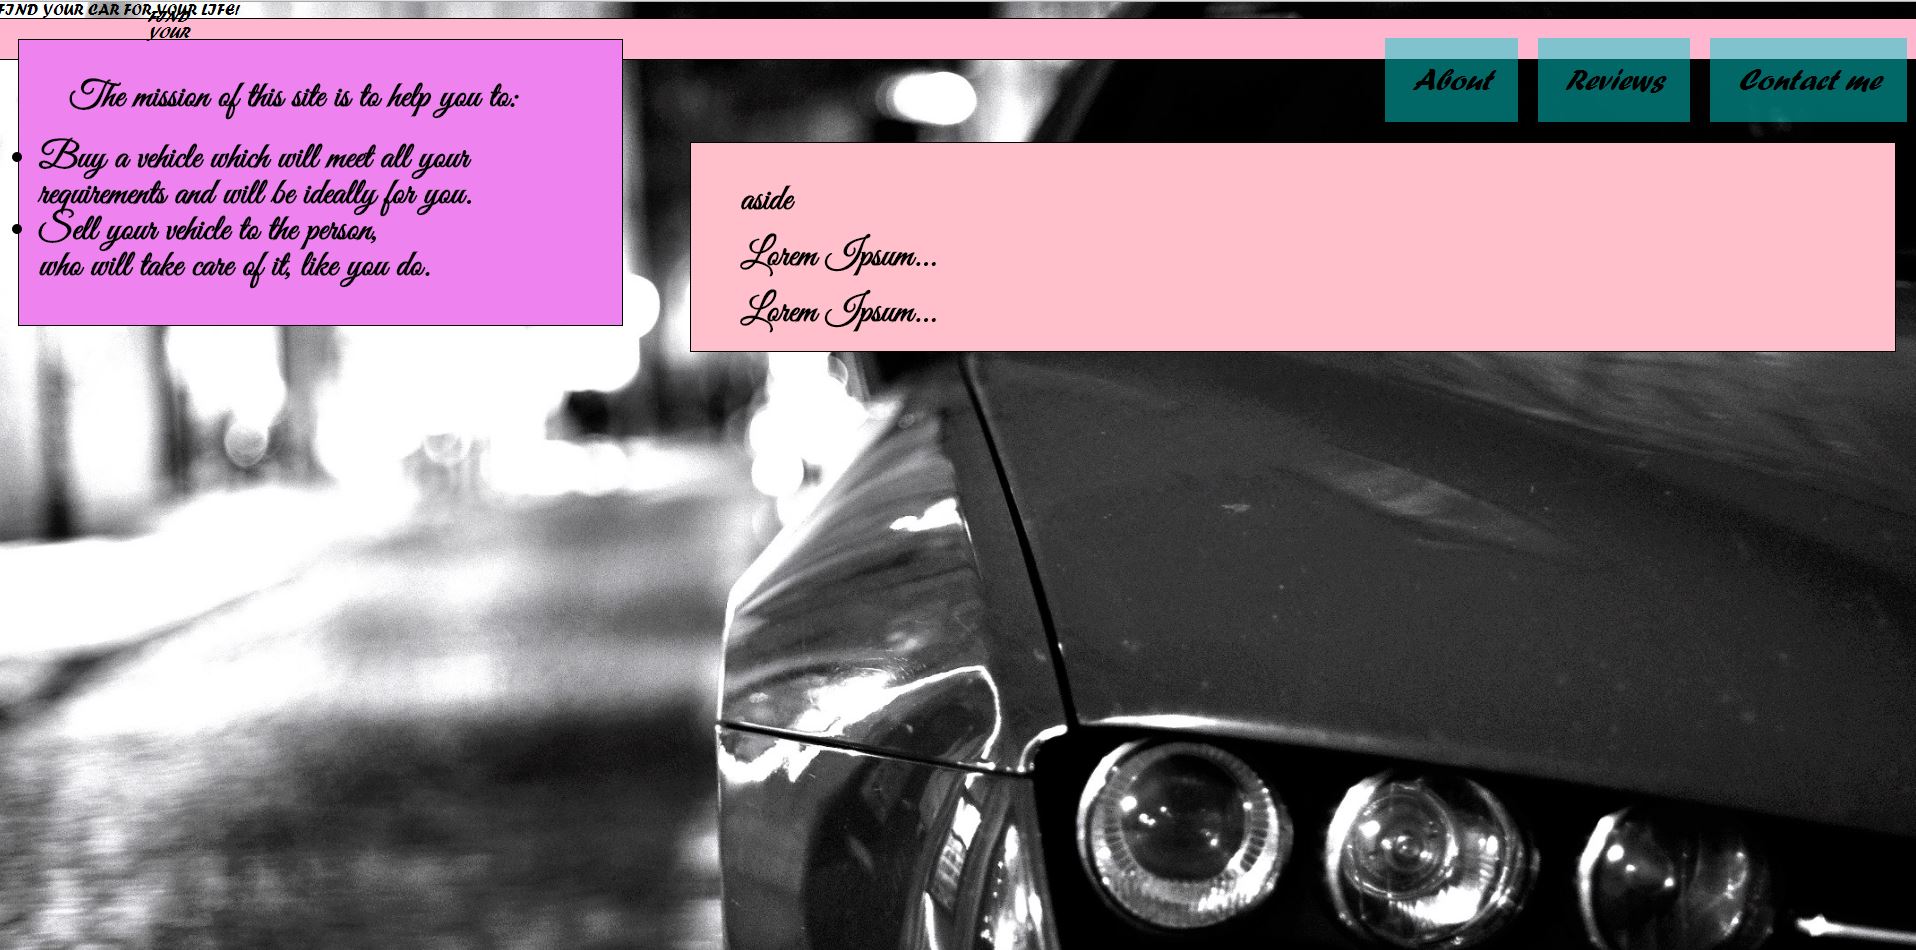 FIND YOUR CAR FOR YOUR LIFE!
FIND
YOUR
About
Reviews
Contact me
The mission of this site is to help you to:
Buy a vehicle which will meet all your
requirements and will be ideally for you.
Sell your vehicle to the person,
who will take care of it, like you do.
aside
Lorem Ipsum...
Lorem Ipsum...